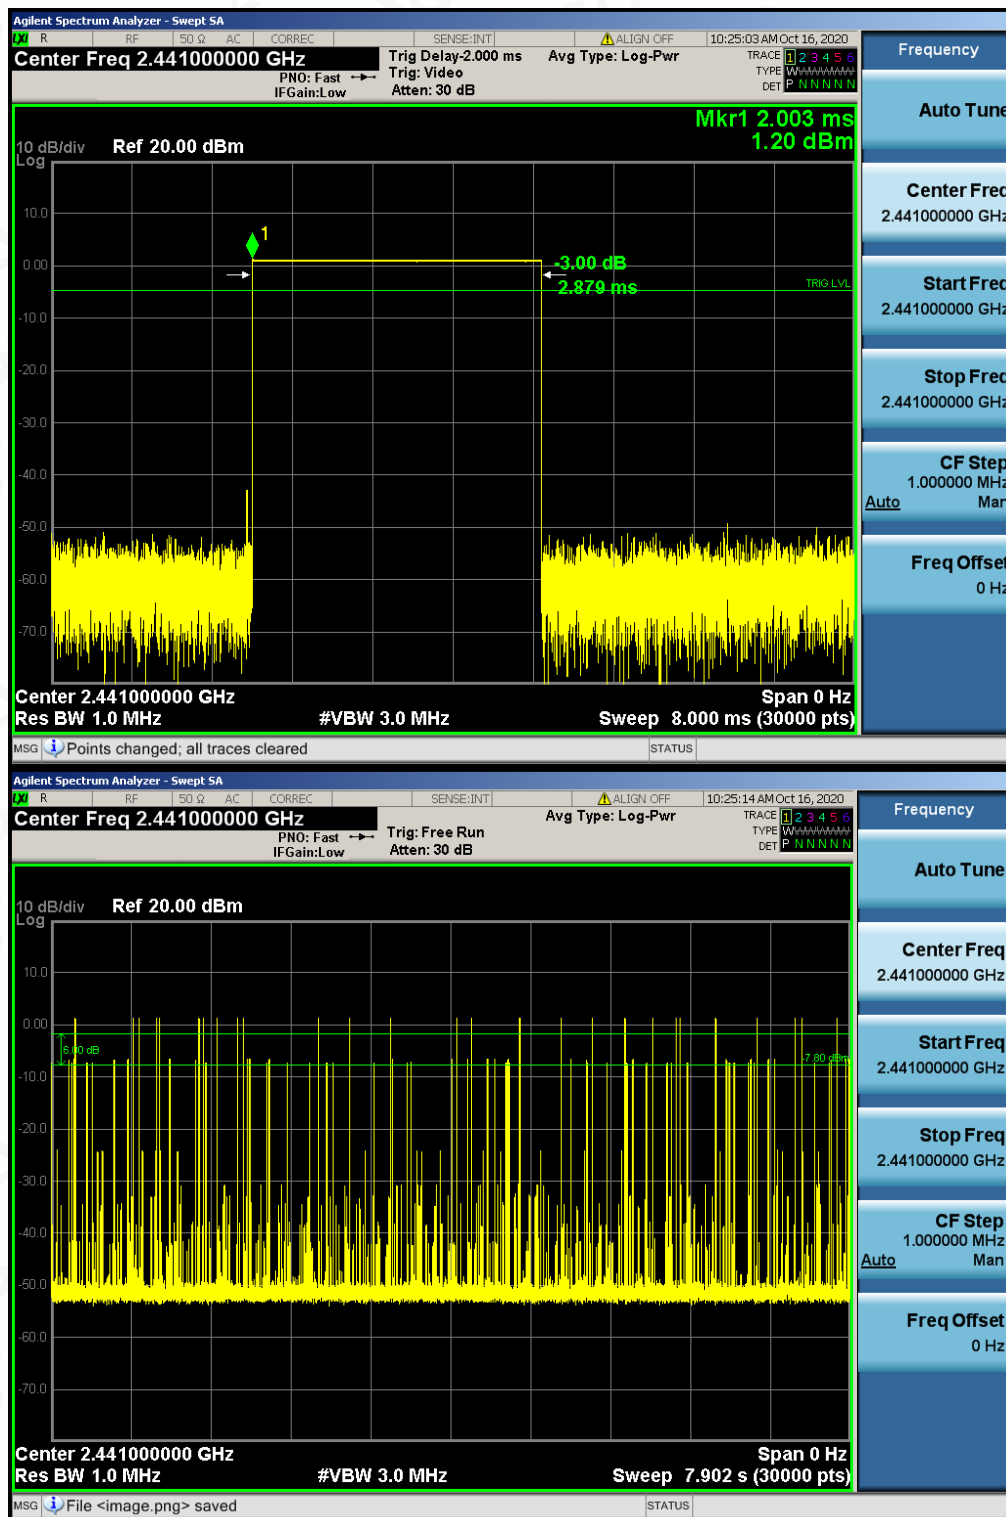 Agilent Spectrum Analyzer - Swept SA
LXI R RF 50 Ω AC CORREC SENSE:INT ALIGN OFF 10:25:03 AM Oct 16, 2020
Center Freq 2.441000000 GHz
PNO: Fast
IFGain:Low
Trig Delay-2.000 ms
Trig: Video
Atten: 30 dB
Avg Type: Log-Pwr
TRACE 1 2 3 4 5 6
TYPE W
DET P N N N N N
Mkr1 2.003 ms
1.20 dBm
10 dB/div Ref 20.00 dBm
Log
10.0
0.00
-10.0
-20.0
-30.0
-40.0
-50.0
-60.0
-70.0
1
-3.00 dB
2.879 ms
TRIG LVL
Center 2.441000000 GHz Span 0 Hz
Res BW 1.0 MHz #VBW 3.0 MHz Sweep 8.000 ms (30000 pts)
MSG Points changed; all traces cleared STATUS
Frequency
Auto Tune
Center Freq
2.441000000 GHz
Start Freq
2.441000000 GHz
Stop Freq
2.441000000 GHz
CF Step
1.000000 MHz
Auto Man
Freq Offset
0 Hz
Agilent Spectrum Analyzer - Swept SA
LXI R RF 50 Ω AC CORREC SENSE:INT ALIGN OFF 10:25:14 AM Oct 16, 2020
Center Freq 2.441000000 GHz
PNO: Fast
IFGain:Low
Trig: Free Run
Atten: 30 dB
Avg Type: Log-Pwr
TRACE 1 2 3 4 5 6
TYPE W
DET P N N N N N
10 dB/div Ref 20.00 dBm
Log
10.0
0.00
-10.0
-20.0
-30.0
-40.0
-50.0
-60.0
-70.0
6.00 dB
-7.80 dBm
Center 2.441000000 GHz Span 0 Hz
Res BW 1.0 MHz #VBW 3.0 MHz Sweep 7.902 s (30000 pts)
MSG File <image.png> saved STATUS
Frequency
Auto Tune
Center Freq
2.441000000 GHz
Start Freq
2.441000000 GHz
Stop Freq
2.441000000 GHz
CF Step
1.000000 MHz
Auto Man
Freq Offset
0 Hz